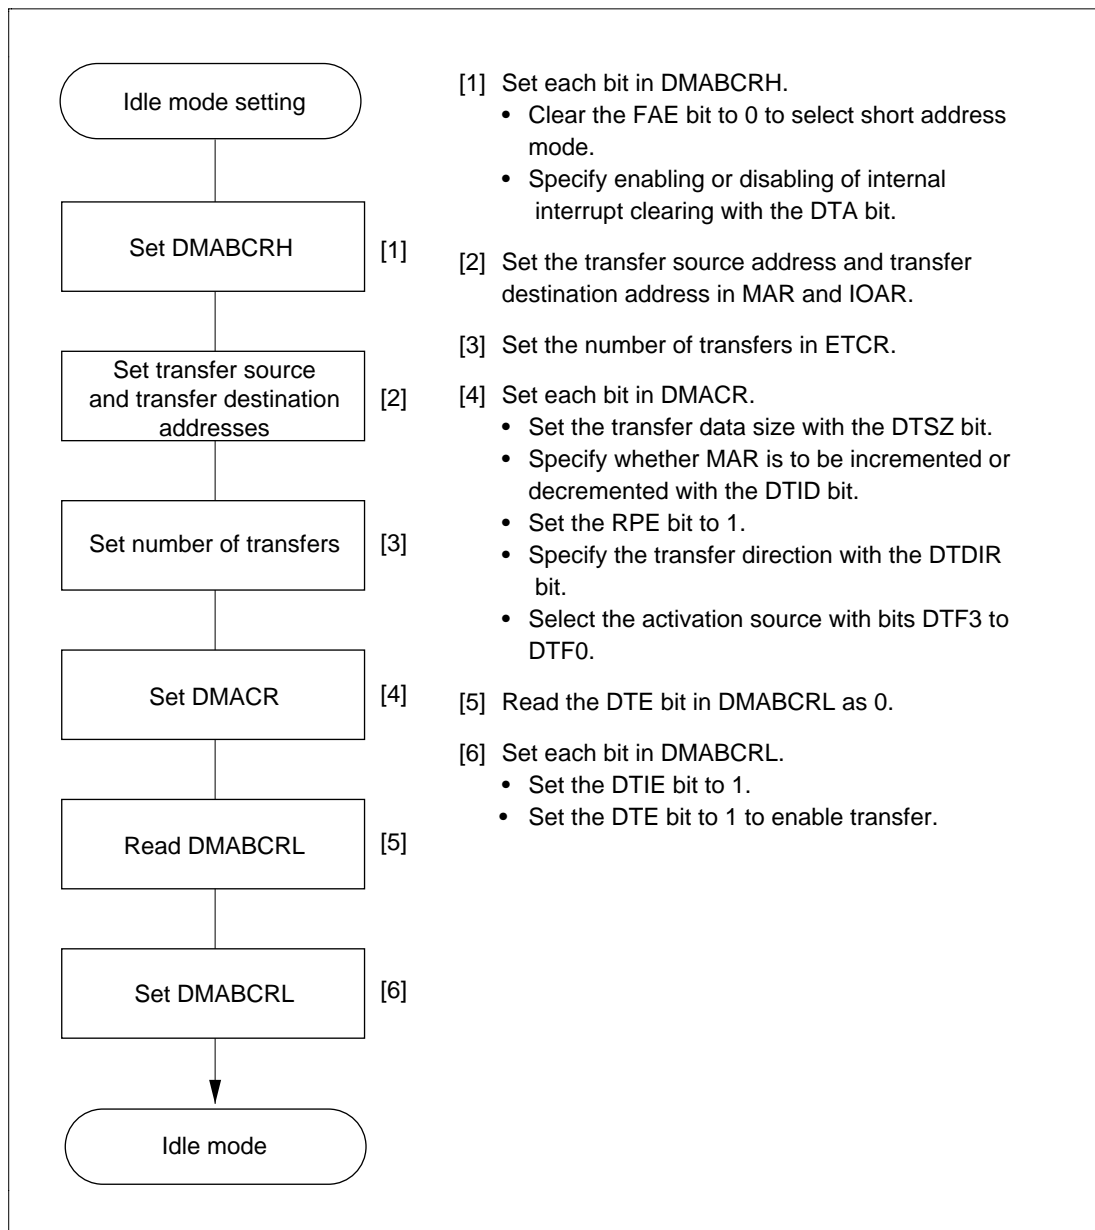 Idle mode setting
Set DMABCRH
[1]
Set transfer source
and transfer destination
addresses
[2]
Set number of transfers
[3]
Set DMACR
[4]
Read DMABCRL
[5]
Set DMABCRL
[6]
Idle mode
[1] Set each bit in DMABCRH.
• Clear the FAE bit to 0 to select short address
mode.
• Specify enabling or disabling of internal
interrupt clearing with the DTA bit.
[2] Set the transfer source address and transfer
destination address in MAR and IOAR.
[3] Set the number of transfers in ETCR.
[4] Set each bit in DMACR.
• Set the transfer data size with the DTSZ bit.
• Specify whether MAR is to be incremented or
decremented with the DTID bit.
• Set the RPE bit to 1.
• Specify the transfer direction with the DTDIR
bit.
• Select the activation source with bits DTF3 to
DTF0.
[5] Read the DTE bit in DMABCRL as 0.
[6] Set each bit in DMABCRL.
• Set the DTIE bit to 1.
• Set the DTE bit to 1 to enable transfer.